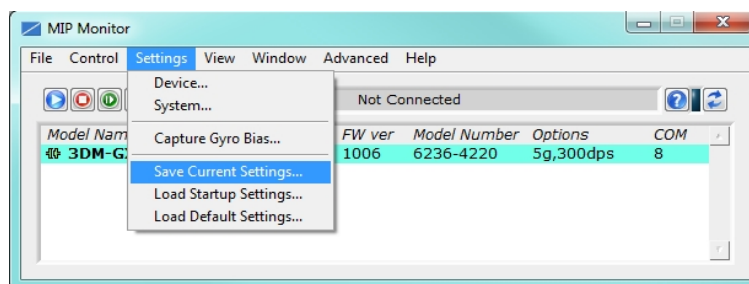 MIP Monitor
File Control Settings View Window Advanced Help
Device...
System...
Not Connected
Capture Gyro Bias...
Model Nam FW ver Model Number Options COM
3DM-G 1006 6236-4220 5g,300dps 8
Save Current Settings...
Load Startup Settings...
Load Default Settings...